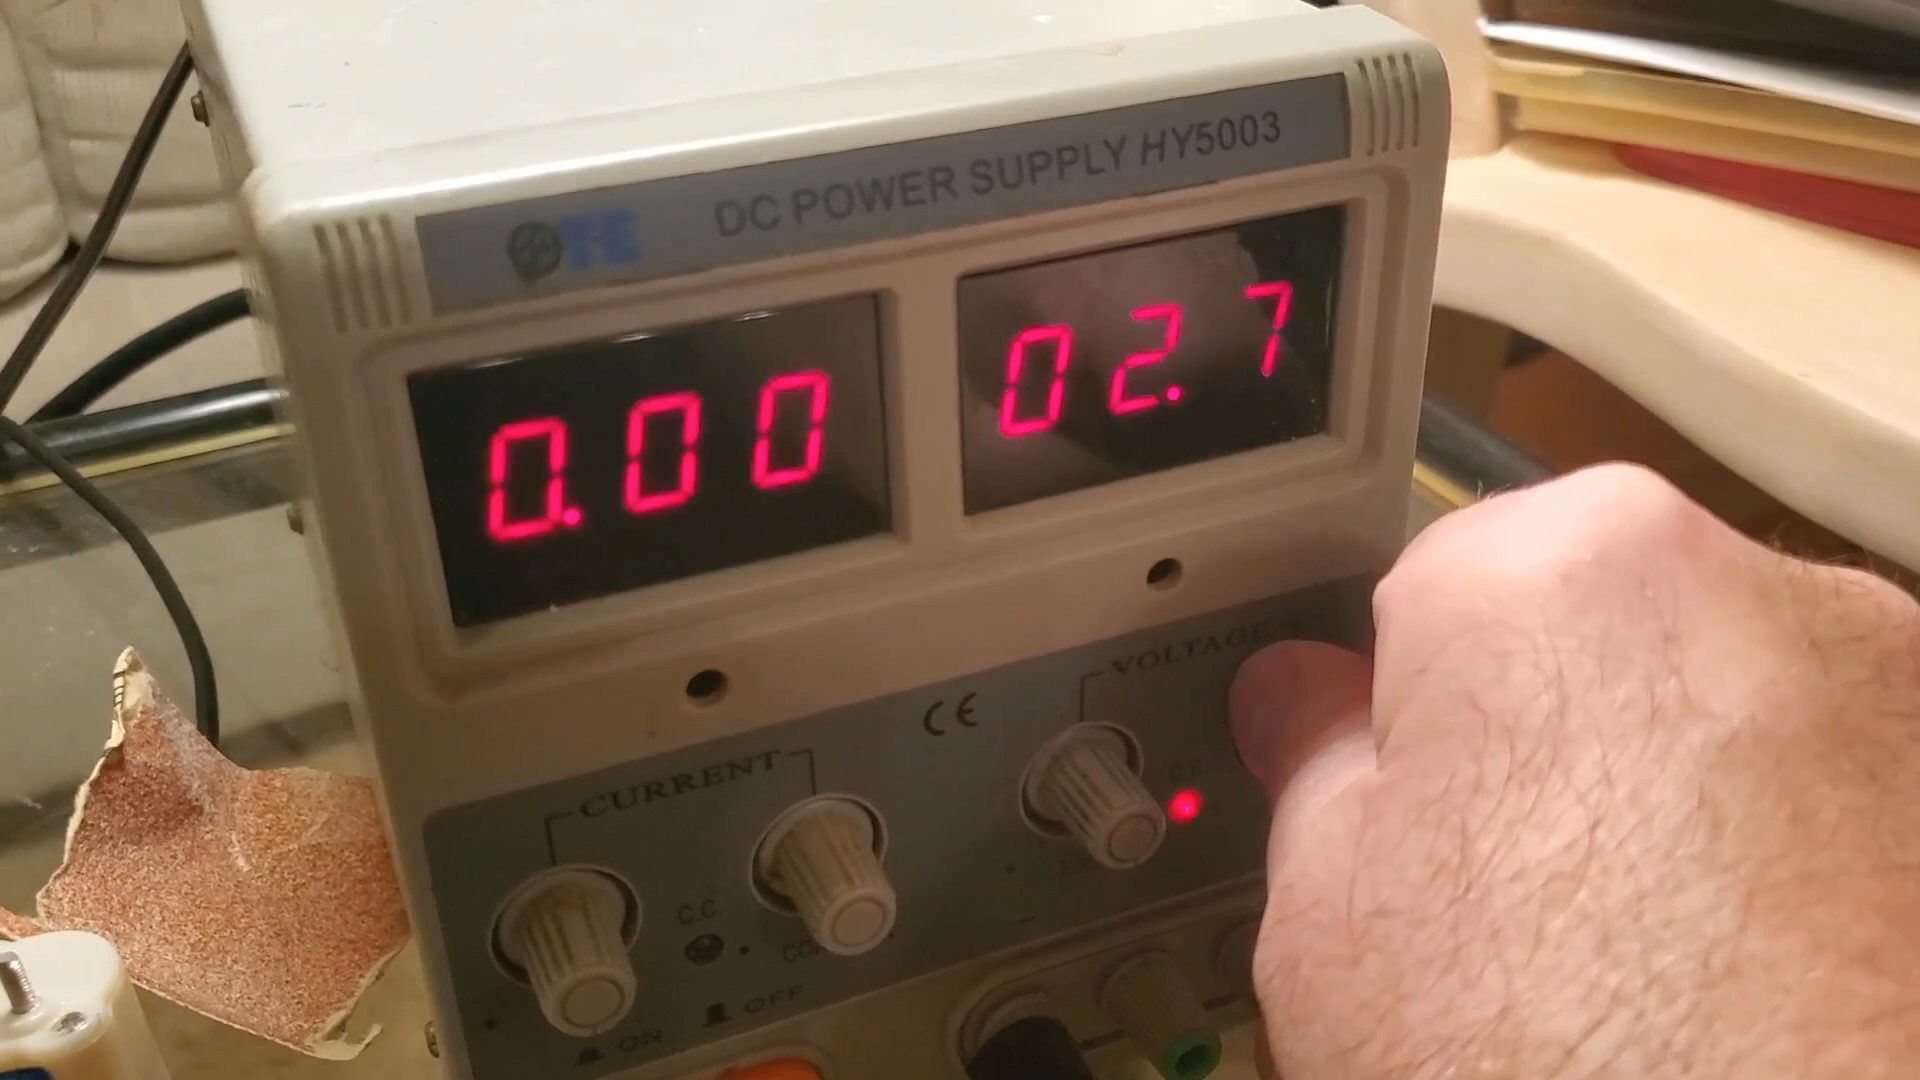 DC POWER SUPPLY HY5003
0.00
02.7
VOLTAGE
CE
CURRENT
C.C.
OFF
ON